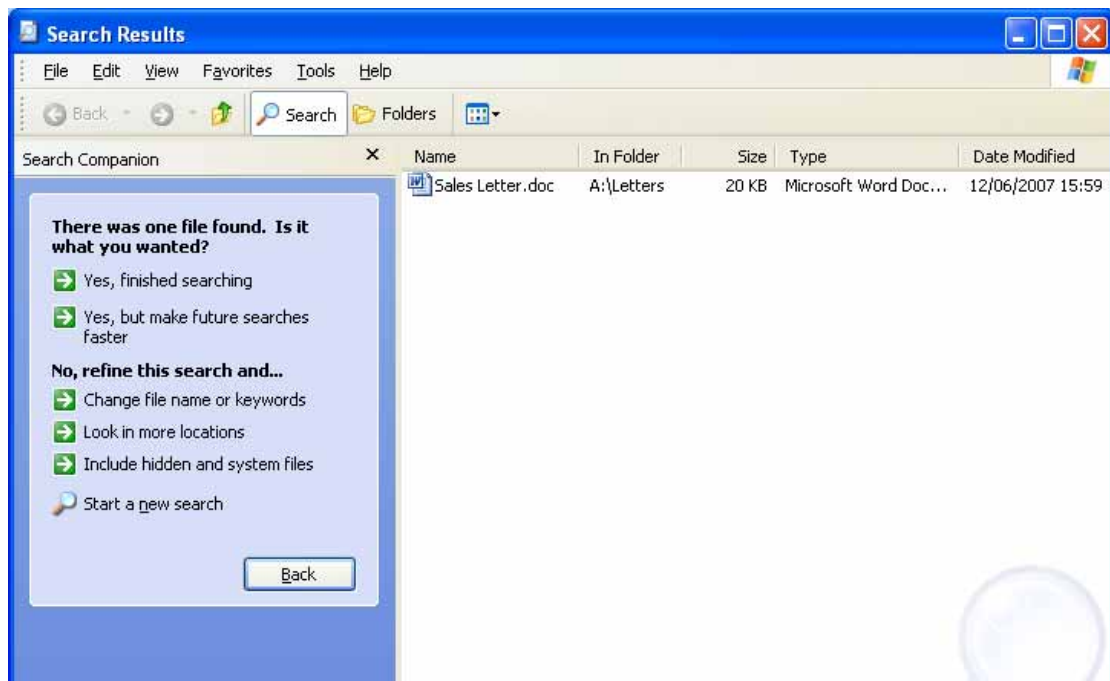 Search Results
File Edit View Favorites Tools Help
Back Search Folders
Search Companion
Name In Folder Size Type Date Modified
Sales Letter.doc A:\Letters 20 KB Microsoft Word Doc... 12/06/2007 15:59
There was one file found. Is it
what you wanted?
Yes, finished searching
Yes, but make future searches
faster
No, refine this search and...
Change file name or keywords
Look in more locations
Include hidden and system files
Start a new search
Back